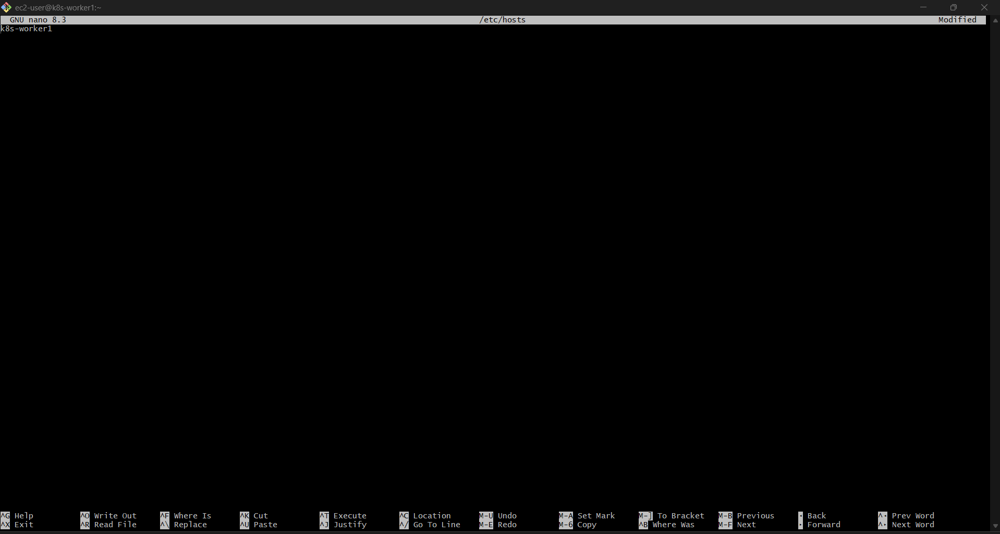 ec2-user@k8s-worker1:~
GNU nano 8.3 /etc/hosts Modified
k8s-worker1
^G Help ^O Write Out ^F Where Is ^K Cut ^T Execute ^C Location M-U Undo M-A Set Mark M-] To Bracket M-B Previous ◂ Back ^◂ Prev Word
^X Exit ^R Read File ^\ Replace ^U Paste ^J Justify ^/ Go To Line M-E Redo M-6 Copy ^B Where Was M-F Next ▸ Forward ^▸ Next Word